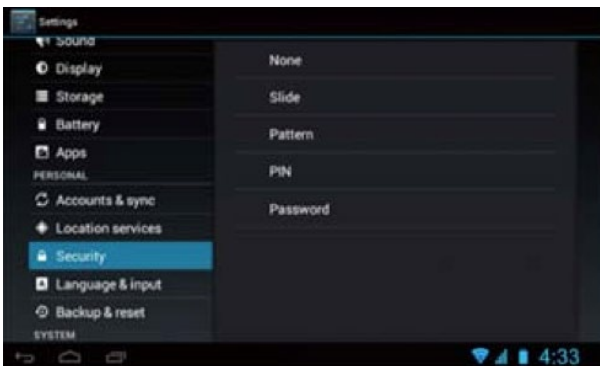 Settings
Sound
Display
Storage
Battery
Apps
PERSONAL
Accounts & sync
Location services
Security
Language & input
Backup & reset
SYSTEM
None
Slide
Pattern
PIN
Password
4:33